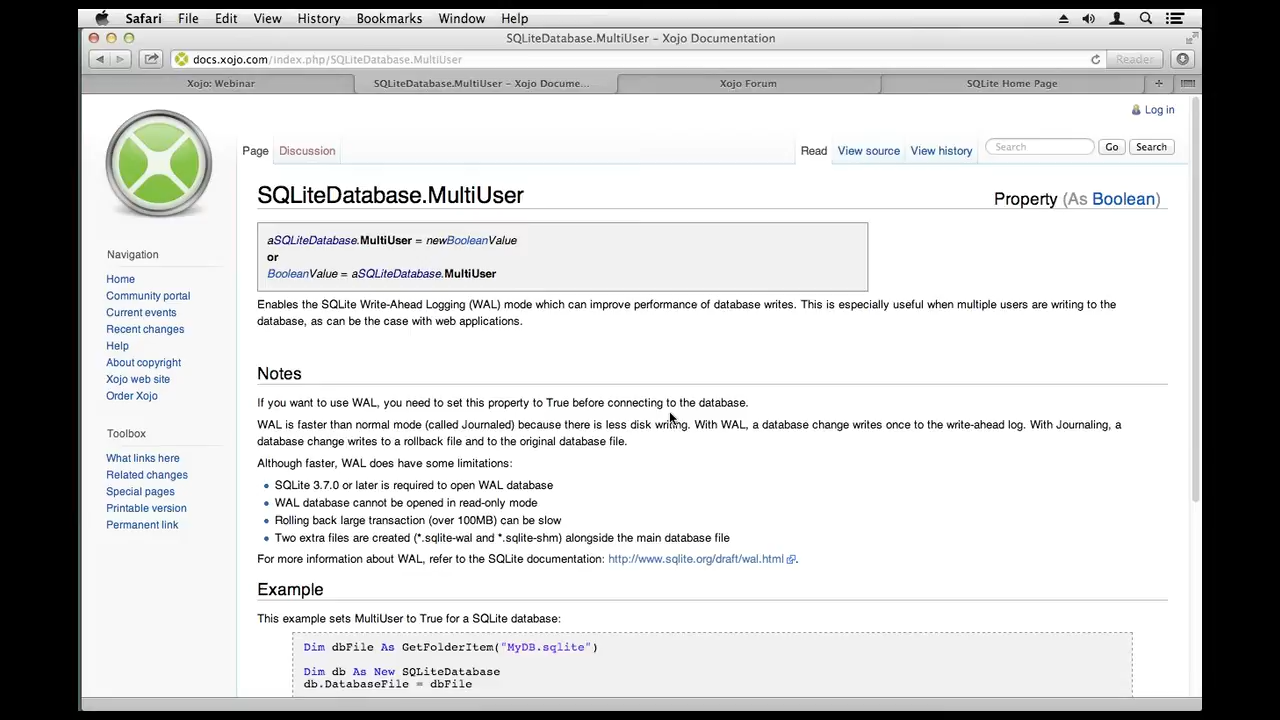 Safari File Edit View History Bookmarks Window Help
SQLiteDatabase.MultiUser – Xojo Documentation
docs.xojo.com/index.php/SQLiteDatabase.MultiUser
Reader
Xojo: Webinar
SQLiteDatabase.MultiUser – Xojo Docume...
Xojo Forum
SQLite Home Page
+
Log in
Page
Discussion
Read
View source
View history
Search
Go
Search
SQLiteDatabase.MultiUser
Property (As Boolean)
aSQLiteDatabase.MultiUser = newBooleanValue
or
BooleanValue = aSQLiteDatabase.MultiUser
Enables the SQLite Write-Ahead Logging (WAL) mode which can improve performance of database writes. This is especially useful when multiple users are writing to the
database, as can be the case with web applications.
Navigation
Home
Community portal
Current events
Recent changes
Help
About copyright
Xojo web site
Order Xojo
Toolbox
What links here
Related changes
Special pages
Printable version
Permanent link
Notes
If you want to use WAL, you need to set this property to True before connecting to the database.
WAL is faster than normal mode (called Journaled) because there is less disk writing. With WAL, a database change writes once to the write-ahead log. With Journaling, a
database change writes to a rollback file and to the original database file.
Although faster, WAL does have some limitations:
• SQLite 3.7.0 or later is required to open WAL database
• WAL database cannot be opened in read-only mode
• Rolling back large transaction (over 100MB) can be slow
• Two extra files are created (*.sqlite-wal and *.sqlite-shm) alongside the main database file
For more information about WAL, refer to the SQLite documentation: http://www.sqlite.org/draft/wal.html.
Example
This example sets MultiUser to True for a SQLite database:
Dim dbFile As GetFolderItem("MyDB.sqlite")
Dim db As New SQLiteDatabase
db.DatabaseFile = dbFile